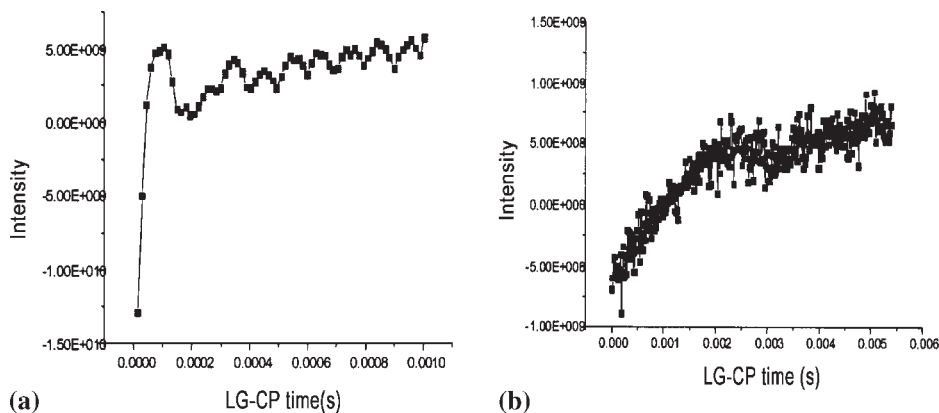 5.00E+009
0.00E+000
-5.00E+009
-1.00E+010
-1.50E+010
Intensity
0.0000 0.0002 0.0004 0.0006 0.0008 0.0010
LG-CP time(s)
(a)
1.50E+009
1.00E+009
5.00E+008
0.00E+000
-5.00E+008
-1.00E+009
Intensity
0.000 0.001 0.002 0.003 0.004 0.005 0.006
LG-CP time (s)
(b)